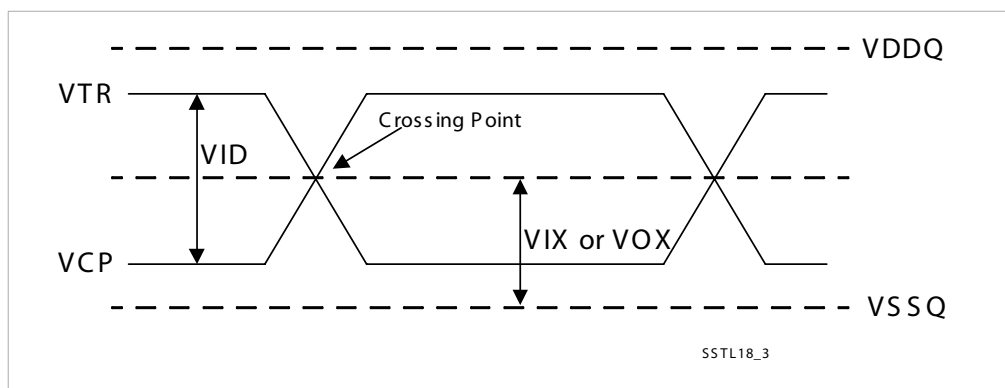 VDDQ
VTR
Crossing Point
VID
VIX or VOX
VCP
VSSQ
SSTL18_3